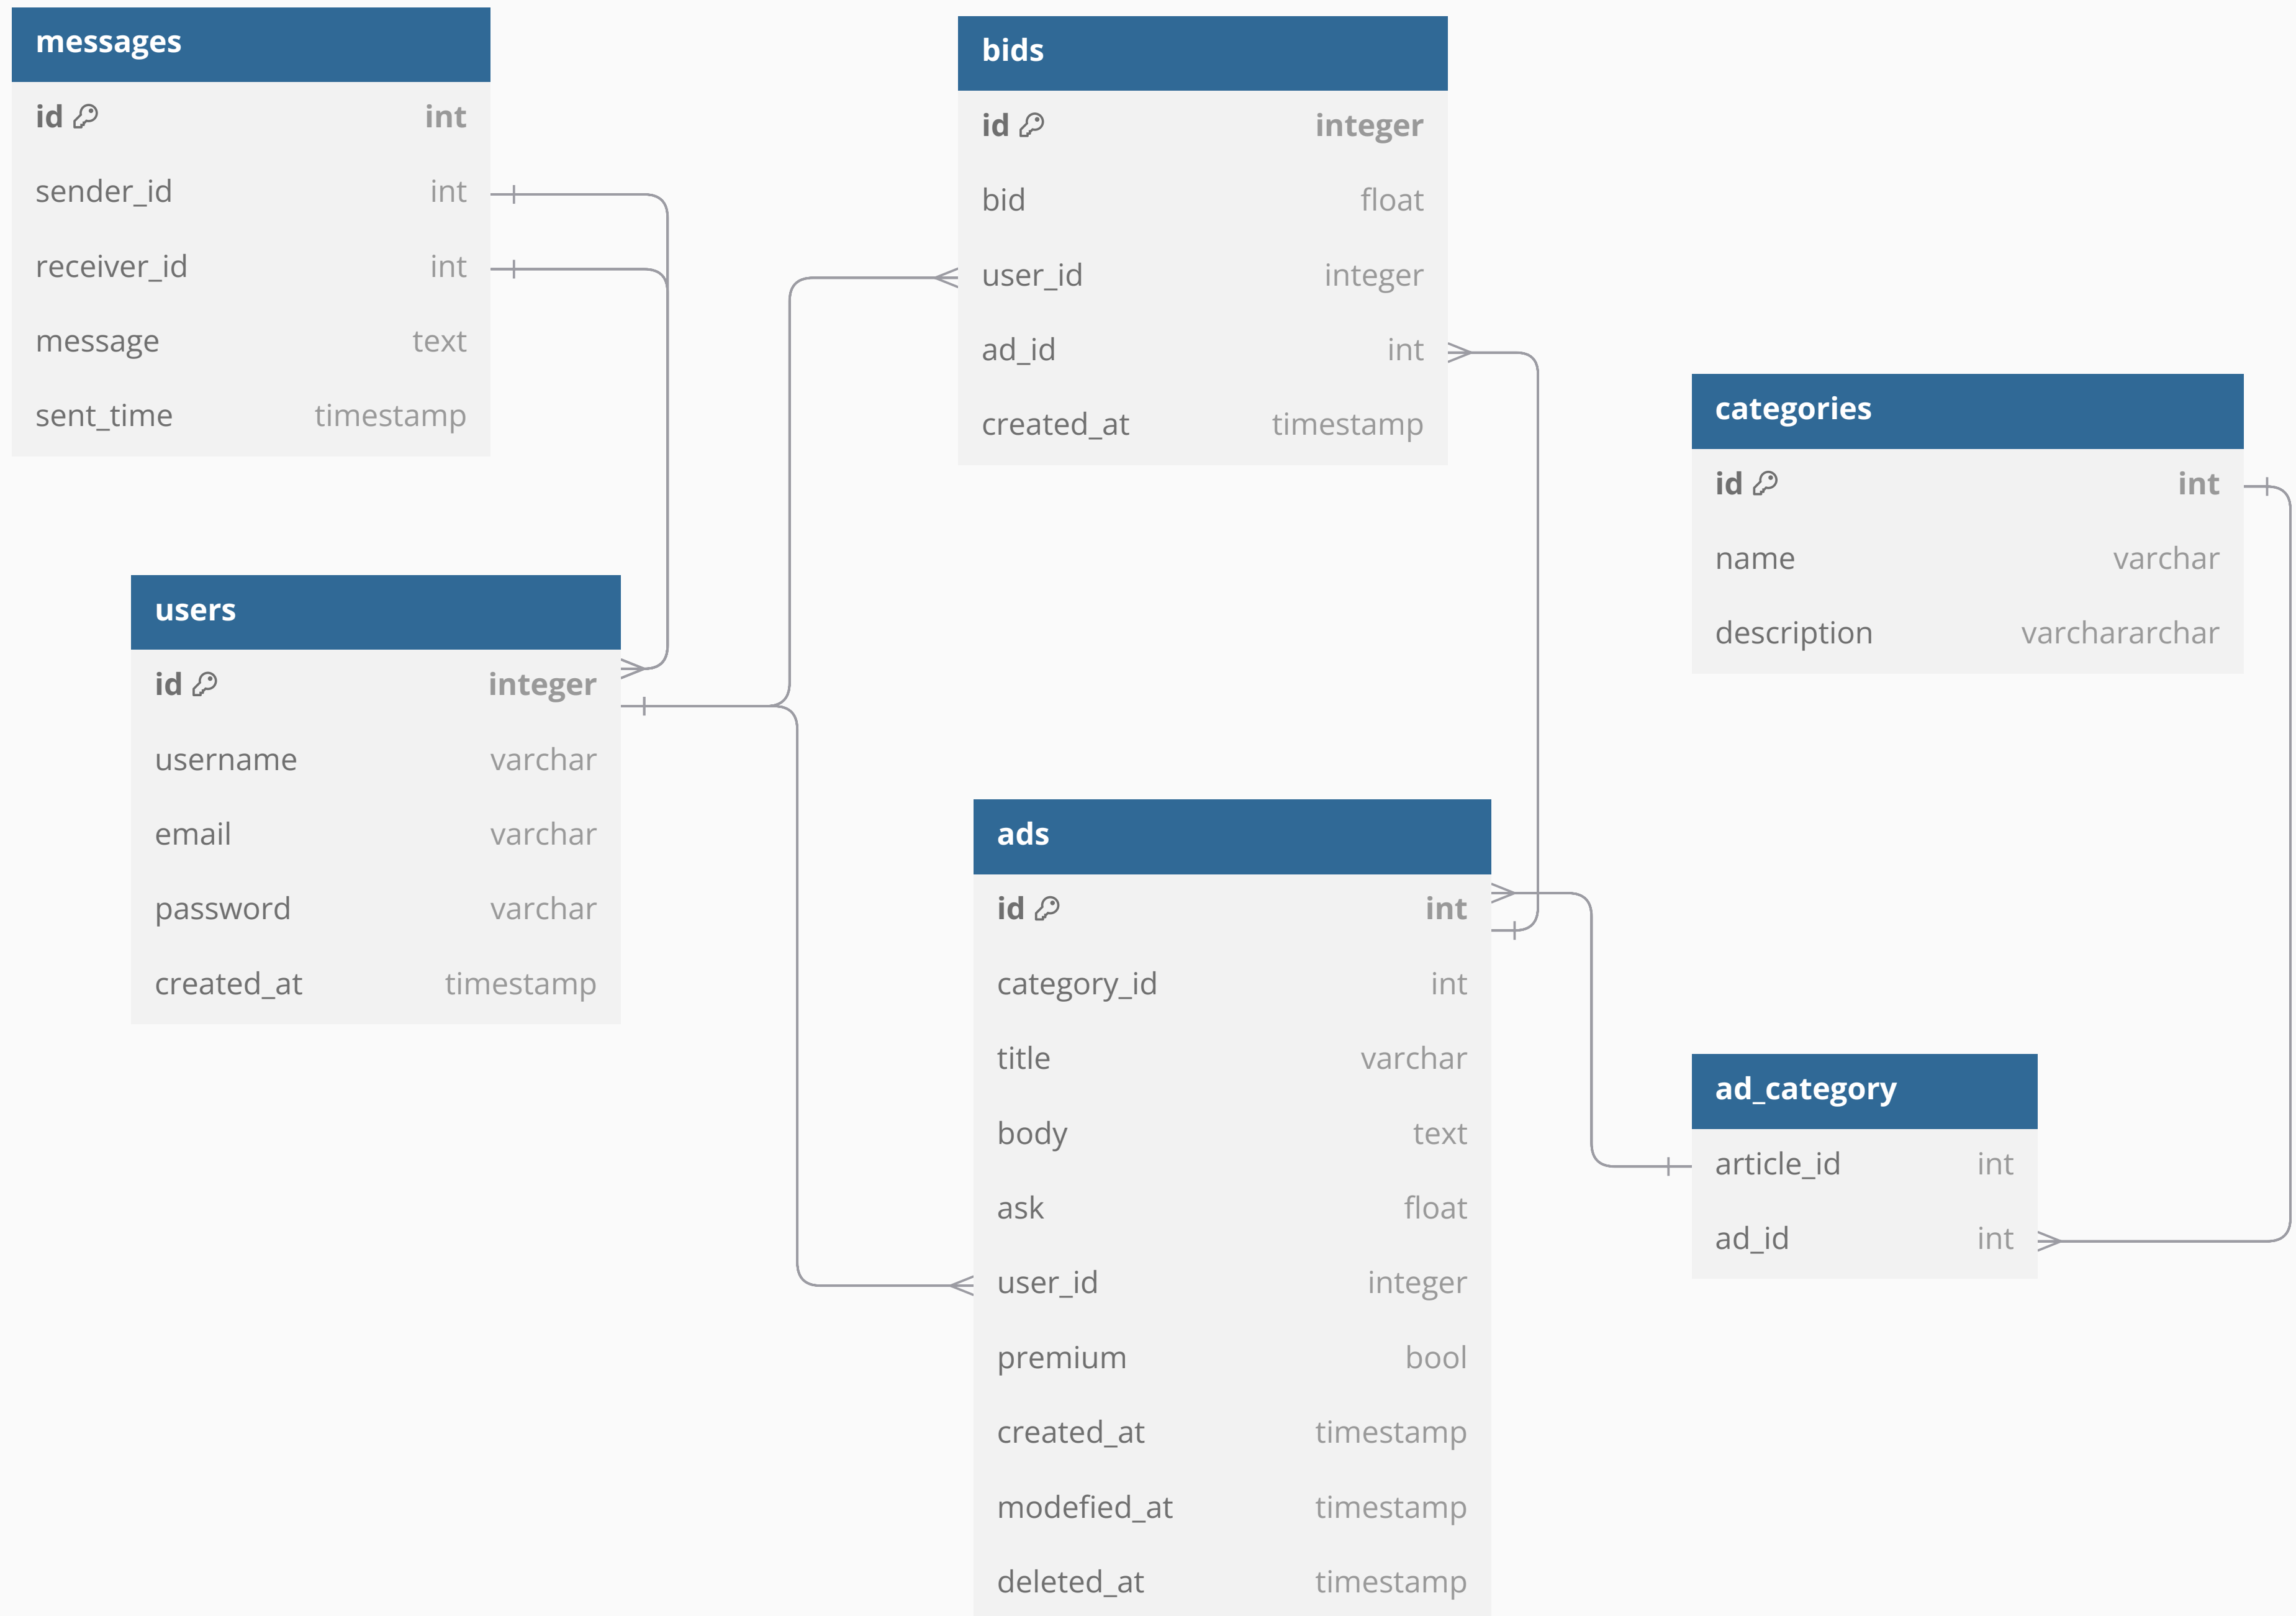 messages
id int
sender_id int
receiver_id int
message text
sent_time timestamp
bids
id integer
bid float
user_id integer
ad_id int
created_at timestamp
categories
id int
name varchar
description varchararchar
users
id integer
username varchar
email varchar
password varchar
created_at timestamp
ads
id int
category_id int
title varchar
body text
ask float
user_id integer
premium bool
created_at timestamp
modefied_at timestamp
deleted_at timestamp
ad_category
article_id int
ad_id int